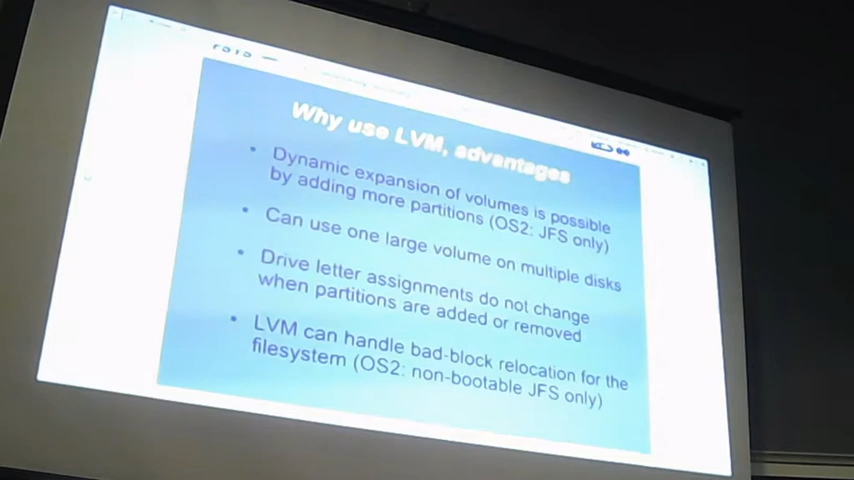 Why use LVM, advantages
• Dynamic expansion of volumes is possible
by adding more partitions (OS2: JFS only)
• Can use one large volume on multiple disks
• Drive letter assignments do not change
when partitions are added or removed
• LVM can handle bad-block relocation for the
filesystem (OS2: non-bootable JFS only)